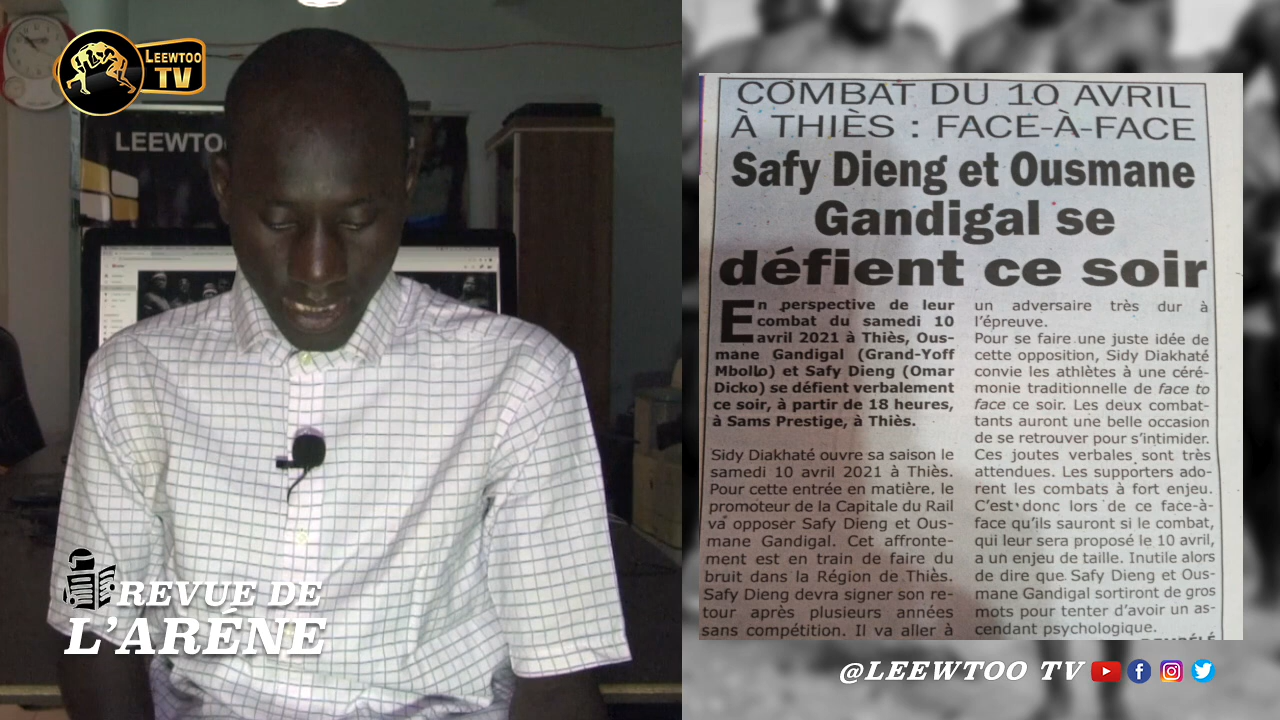 LEEWTOO
TV
LEEWTO
REVUE DE
L'ARÉNE
COMBAT DU 10 AVRIL
À THIÈS : FACE-À-FACE
Safy Dieng et Ousmane
Gandigal se
défient ce soir
En perspective de leur
combat du samedi 10
avril 2021 à Thiès, Ous-
mane Gandigal (Grand-Yoff
Mbollo) et Safy Dieng (Omar
Dicko) se défient verbalement
ce soir, à partir de 18 heures,
à Sams Prestige, à Thiès.
Sidy Diakhaté ouvre sa saison le
samedi 10 avril 2021 à Thiès.
Pour cette entrée en matière, le
promoteur de la Capitale du Rail
va opposer Safy Dieng et Ous-
mane Gandigal. Cet affronte-
ment est en train de faire du
bruit dans la Région de Thiès.
Safy Dieng devra signer son re-
tour après plusieurs années
sans compétition. Il va aller à
un adversaire très dur à
l'épreuve.
Pour se faire une juste idée de
cette opposition, Sidy Diakhaté
convie les athlètes à une céré-
monie traditionnelle de face to
face ce soir. Les deux combat-
tants auront une belle occasion
de se retrouver pour s'intimider.
Ces joutes verbales sont très
attendues. Les supporters ado-
rent les combats à fort enjeu.
C'est donc lors de ce face-à-
face qu'ils sauront si le combat,
qui leur sera proposé le 10 avril,
a un enjeu de taille. Inutile alors
de dire que Safy Dieng et Ous-
mane Gandigal sortiront de gros
mots pour tenter d'avoir un as-
cendant psychologique.
@LEEWTOO TV